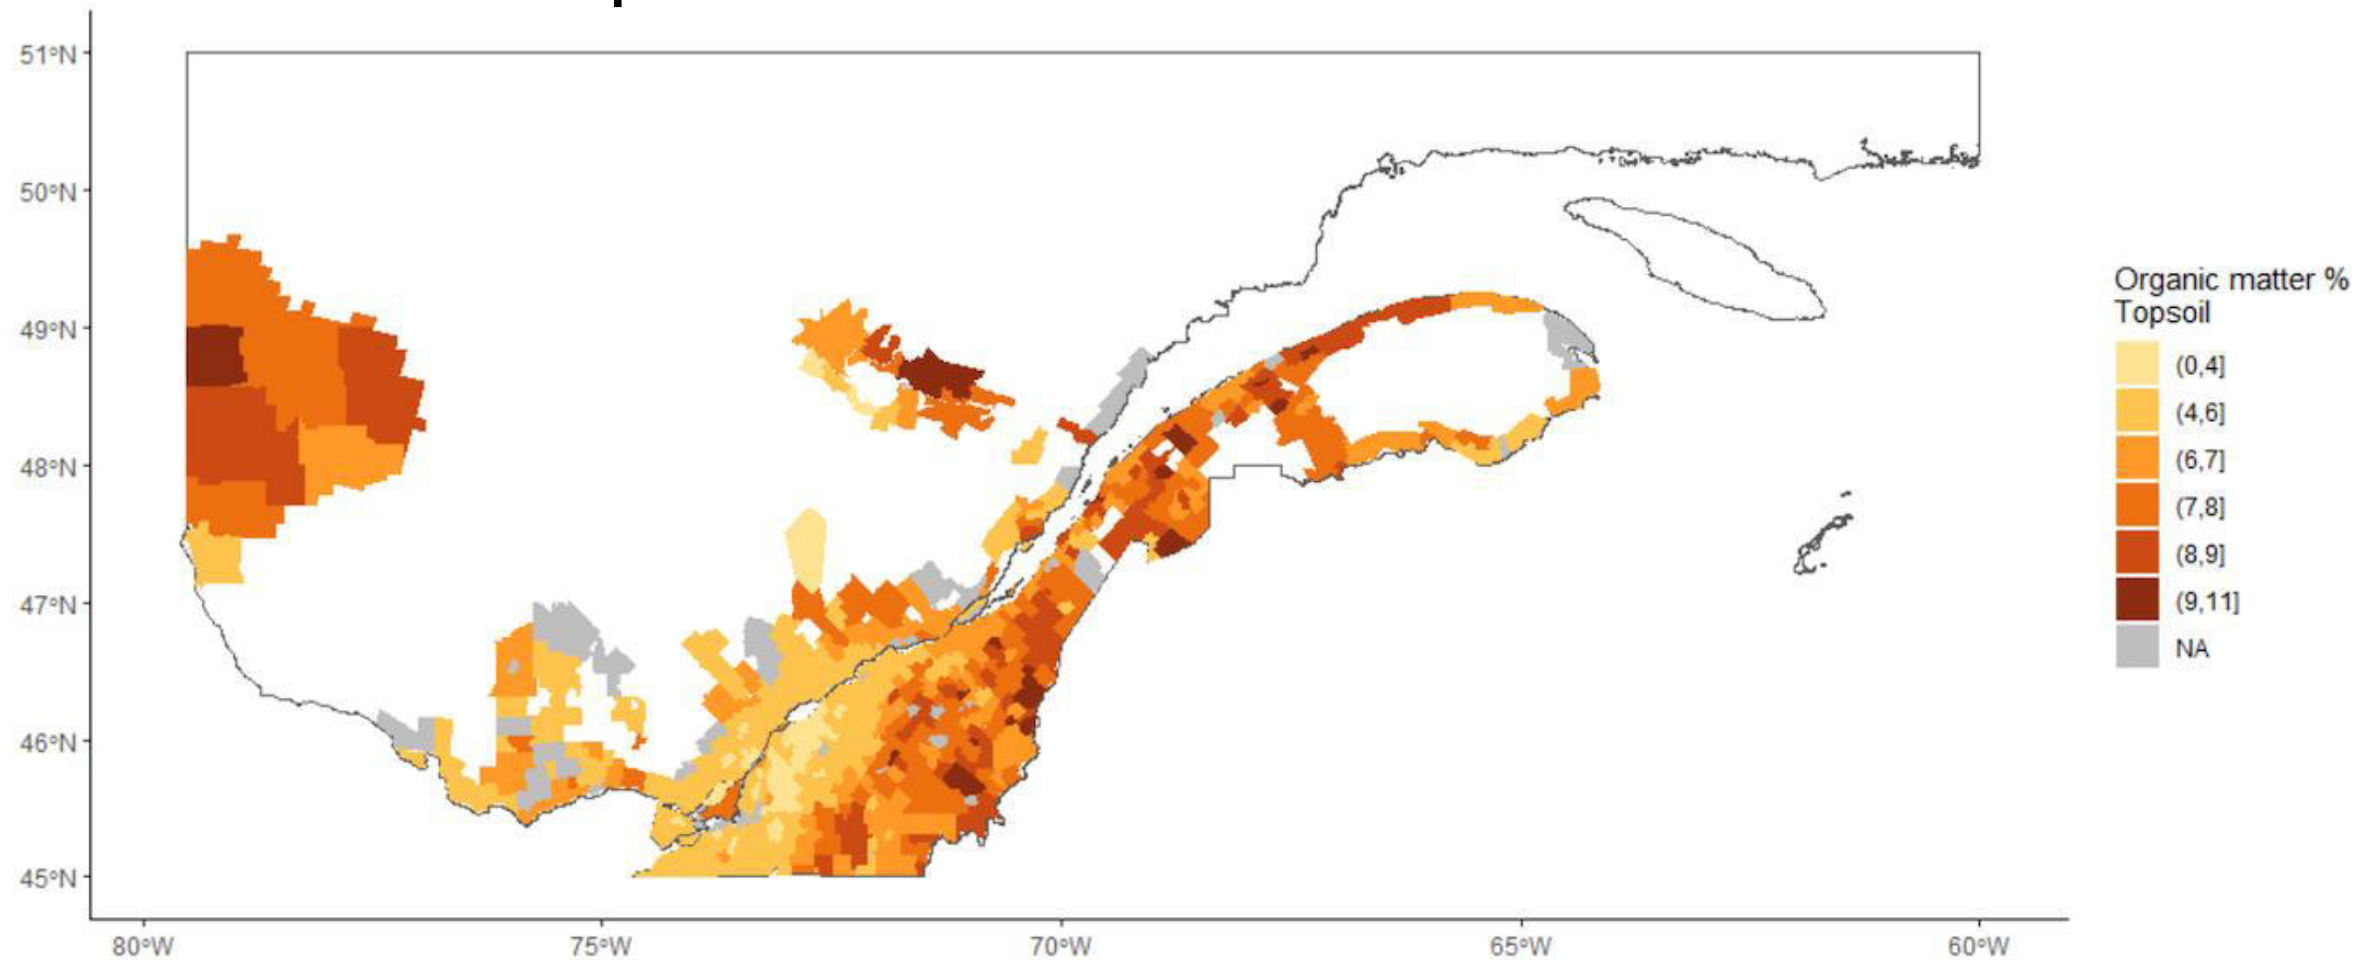 51°N
50°N
49°N
48°N
47°N
46°N
45°N
80°W 75°W 70°W 65°W 60°W
Organic matter %
Topsoil
(0,4]
(4,6]
(6,7]
(7,8]
(8,9]
(9,11]
NA